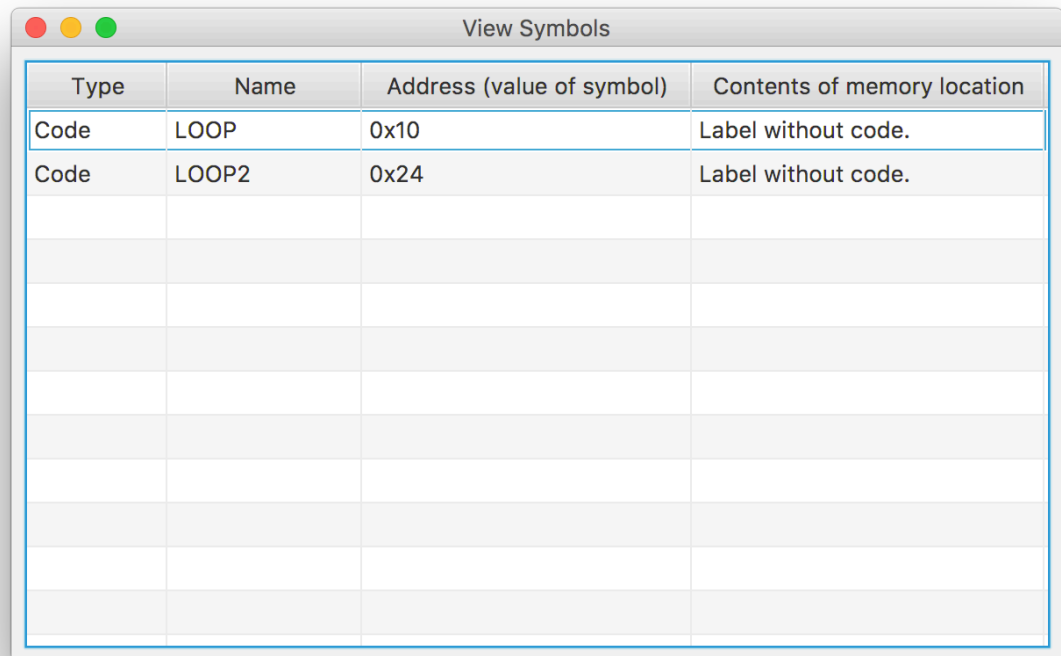 View Symbols
Type Name Address (value of symbol) Contents of memory location
Code LOOP 0x10 Label without code.
Code LOOP2 0x24 Label without code.